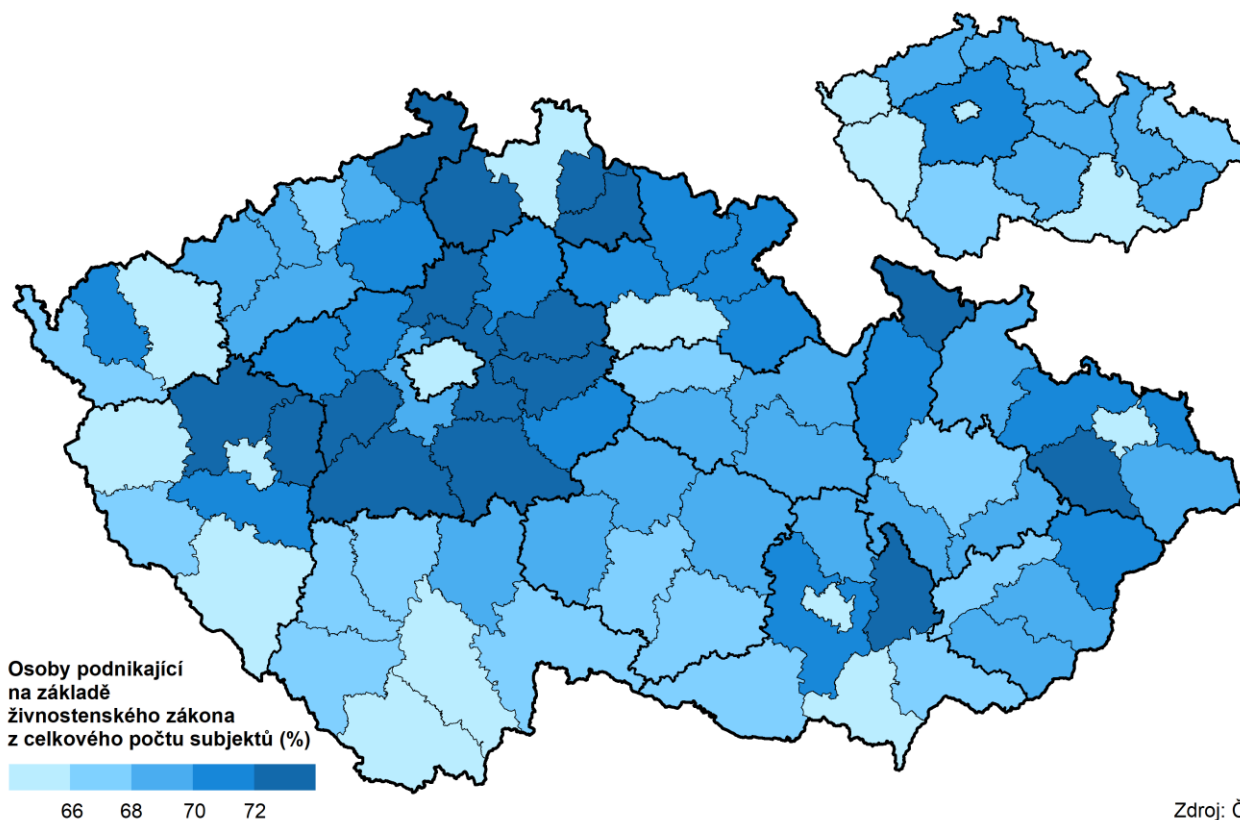 Osoby podnikající
na základě
živnostenského zákona
z celkového počtu subjektů (%)
66 68 70 72
Zdroj: Č